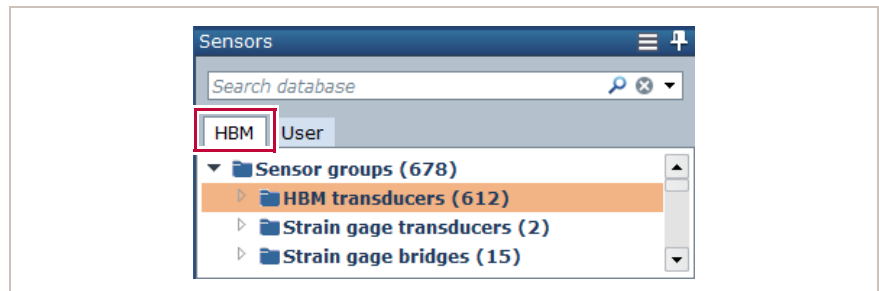 Sensors
Search database
HBM User
Sensor groups (678)
HBM transducers (612)
Strain gage transducers (2)
Strain gage bridges (15)